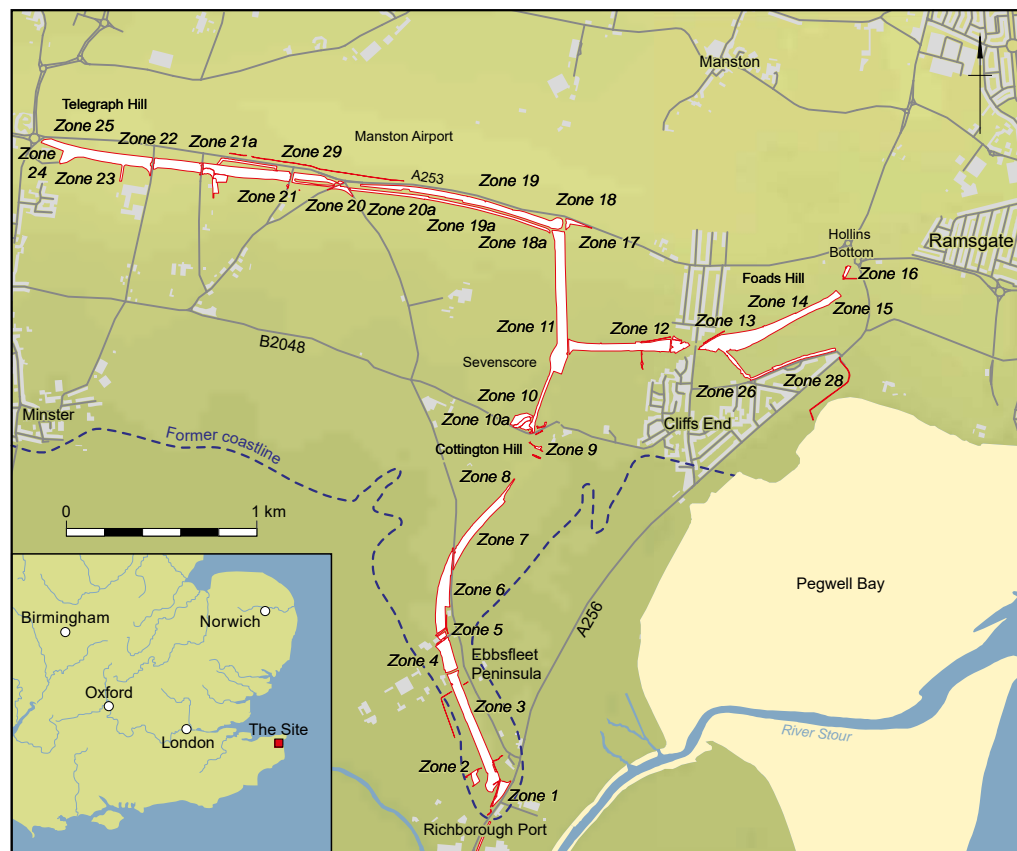 Manston
Telegraph Hill
Zone 25
Zone 22
Zone 21a
Manston Airport
Zone 29
Zone
24
Zone 23
Zone 21
Zone 20
Zone 20a
A253
Zone 19
Zone 19a
Zone 18
Zone 18a
Zone 17
Hollins
Bottom
Ramsgate
Zone 16
Foads Hill
Zone 14
Zone 15
Zone 13
Zone 12
Zone 11
B2048
Sevenscore
Zone 10
Zone 10a
Zone 26
Zone 28
Cliffs End
Minster
Former coastline
Cottington Hill
Zone 9
Zone 8
0
1 km
Zone 7
Zone 6
Pegwell Bay
A256
Zone 5
Zone 4
Ebbsfleet
Peninsula
Zone 3
River Stour
Zone 2
Zone 1
Richborough Port
Birmingham
Norwich
Oxford
The Site
London